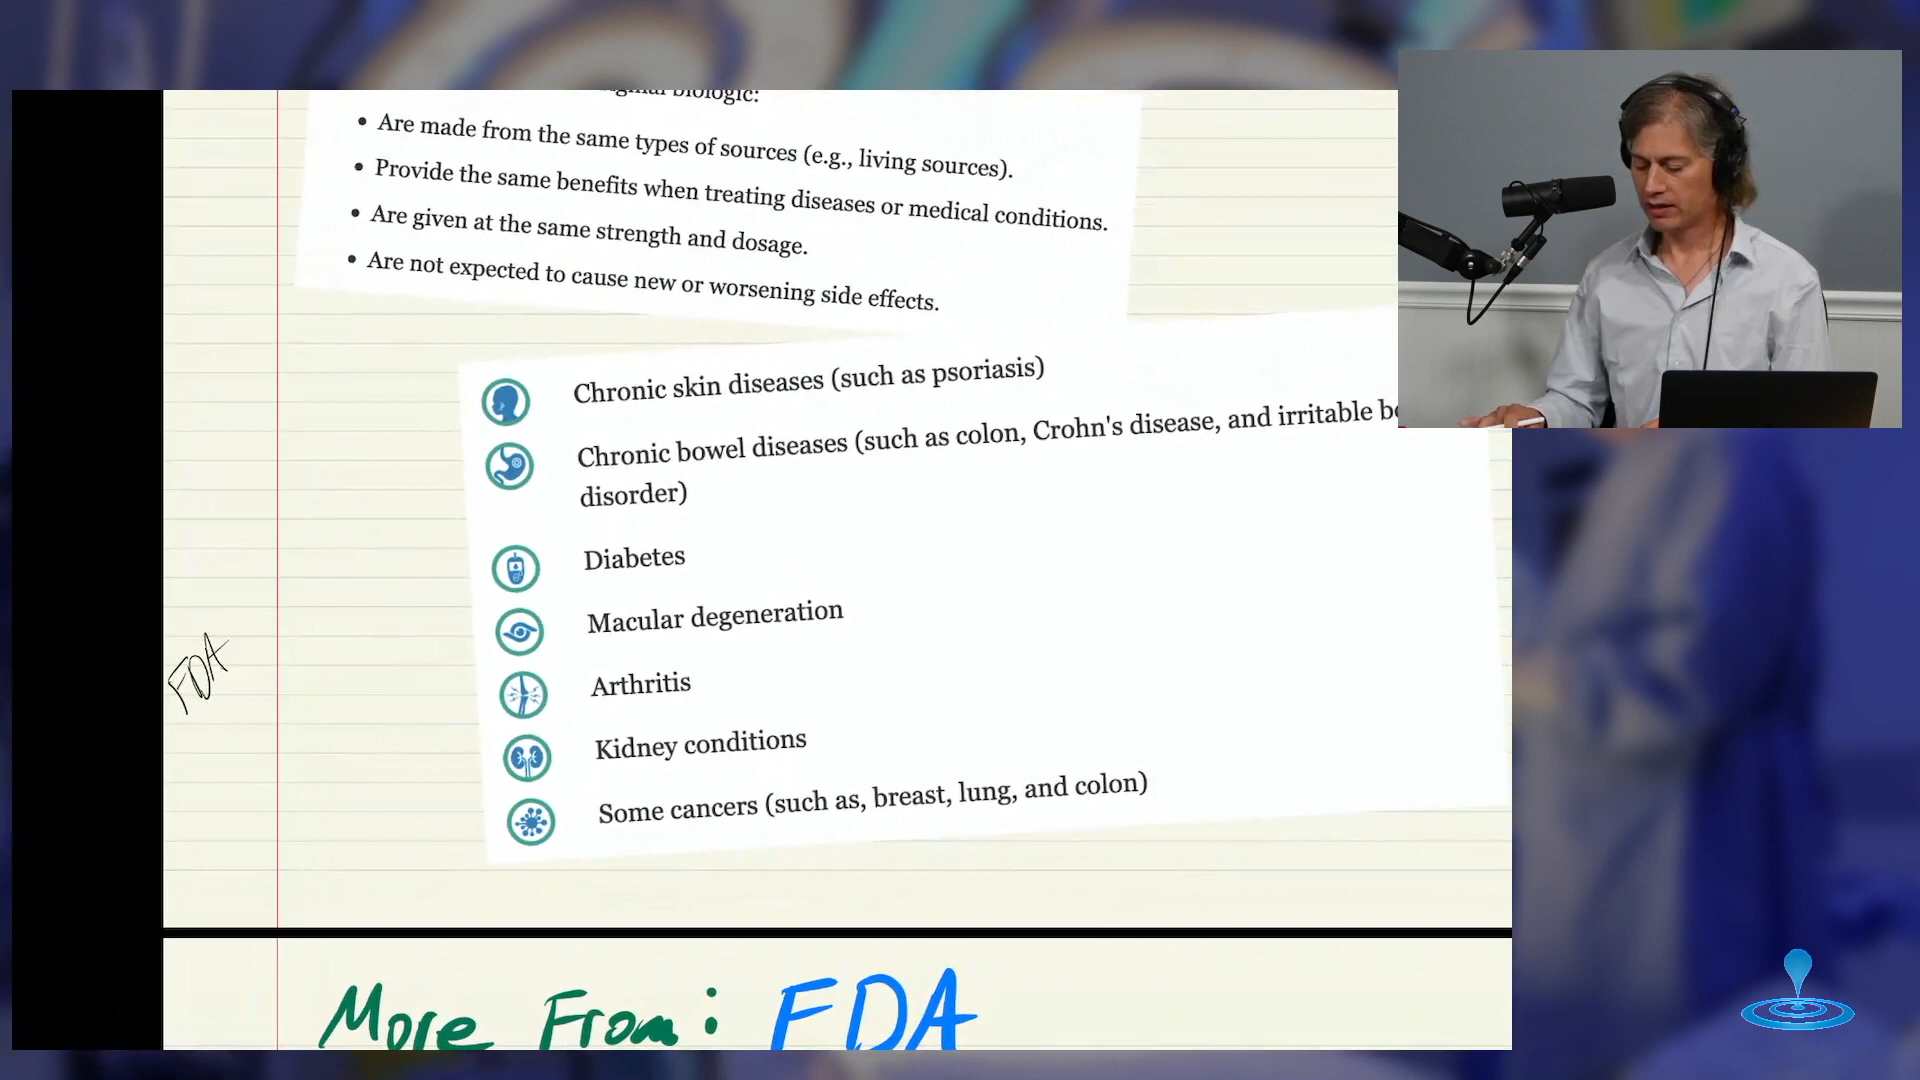 biologic:
• Are made from the same types of sources (e.g., living sources).
• Provide the same benefits when treating diseases or medical conditions.
• Are given at the same strength and dosage.
• Are not expected to cause new or worsening side effects.
Chronic skin diseases (such as psoriasis)
Chronic bowel diseases (such as colon, Crohn's disease, and irritable
disorder)
Diabetes
Macular degeneration
Arthritis
FDA
Kidney conditions
Some cancers (such as, breast, lung, and colon)
More From: FDA